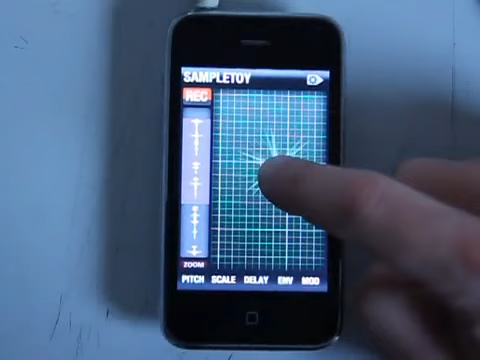 SAMPLETOY
REC
ZOOM
PITCH SCALE DELAY ENV MOD